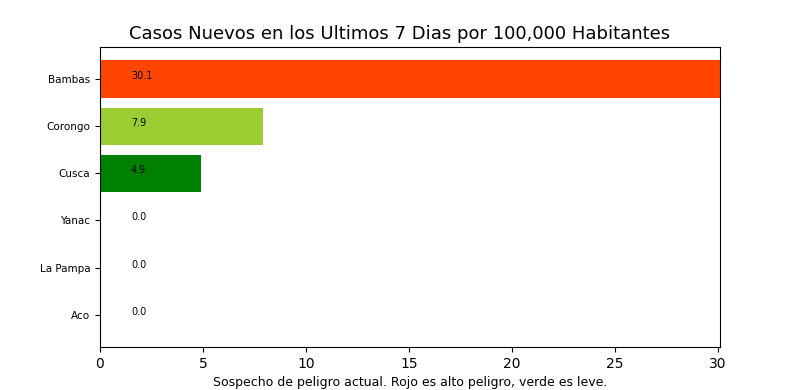 Casos Nuevos en los Ultimos 7 Dias por 100,000 Habitantes
Bambas 30.1
Corongo 7.9
Cusca 4.9
Yanac 0.0
La Pampa 0.0
Aco 0.0
0 5 10 15 20 25 30
Sospecho de peligro actual. Rojo es alto peligro, verde es leve.